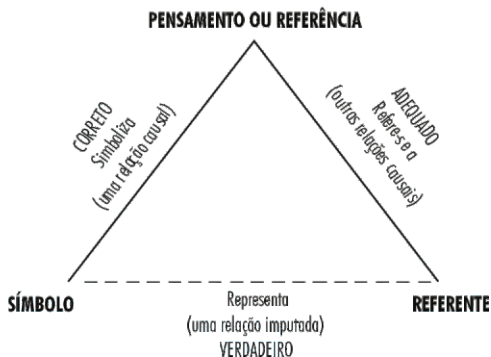 PENSAMENTO OU REFERÊNCIA
CORRETO
Simboliza
(uma relação causal)
ADEQUADO
Refere-se a
(outras relações causais)
SÍMBOLO
Representa
(uma relação imputada)
VERDADEIRO
REFERENTE